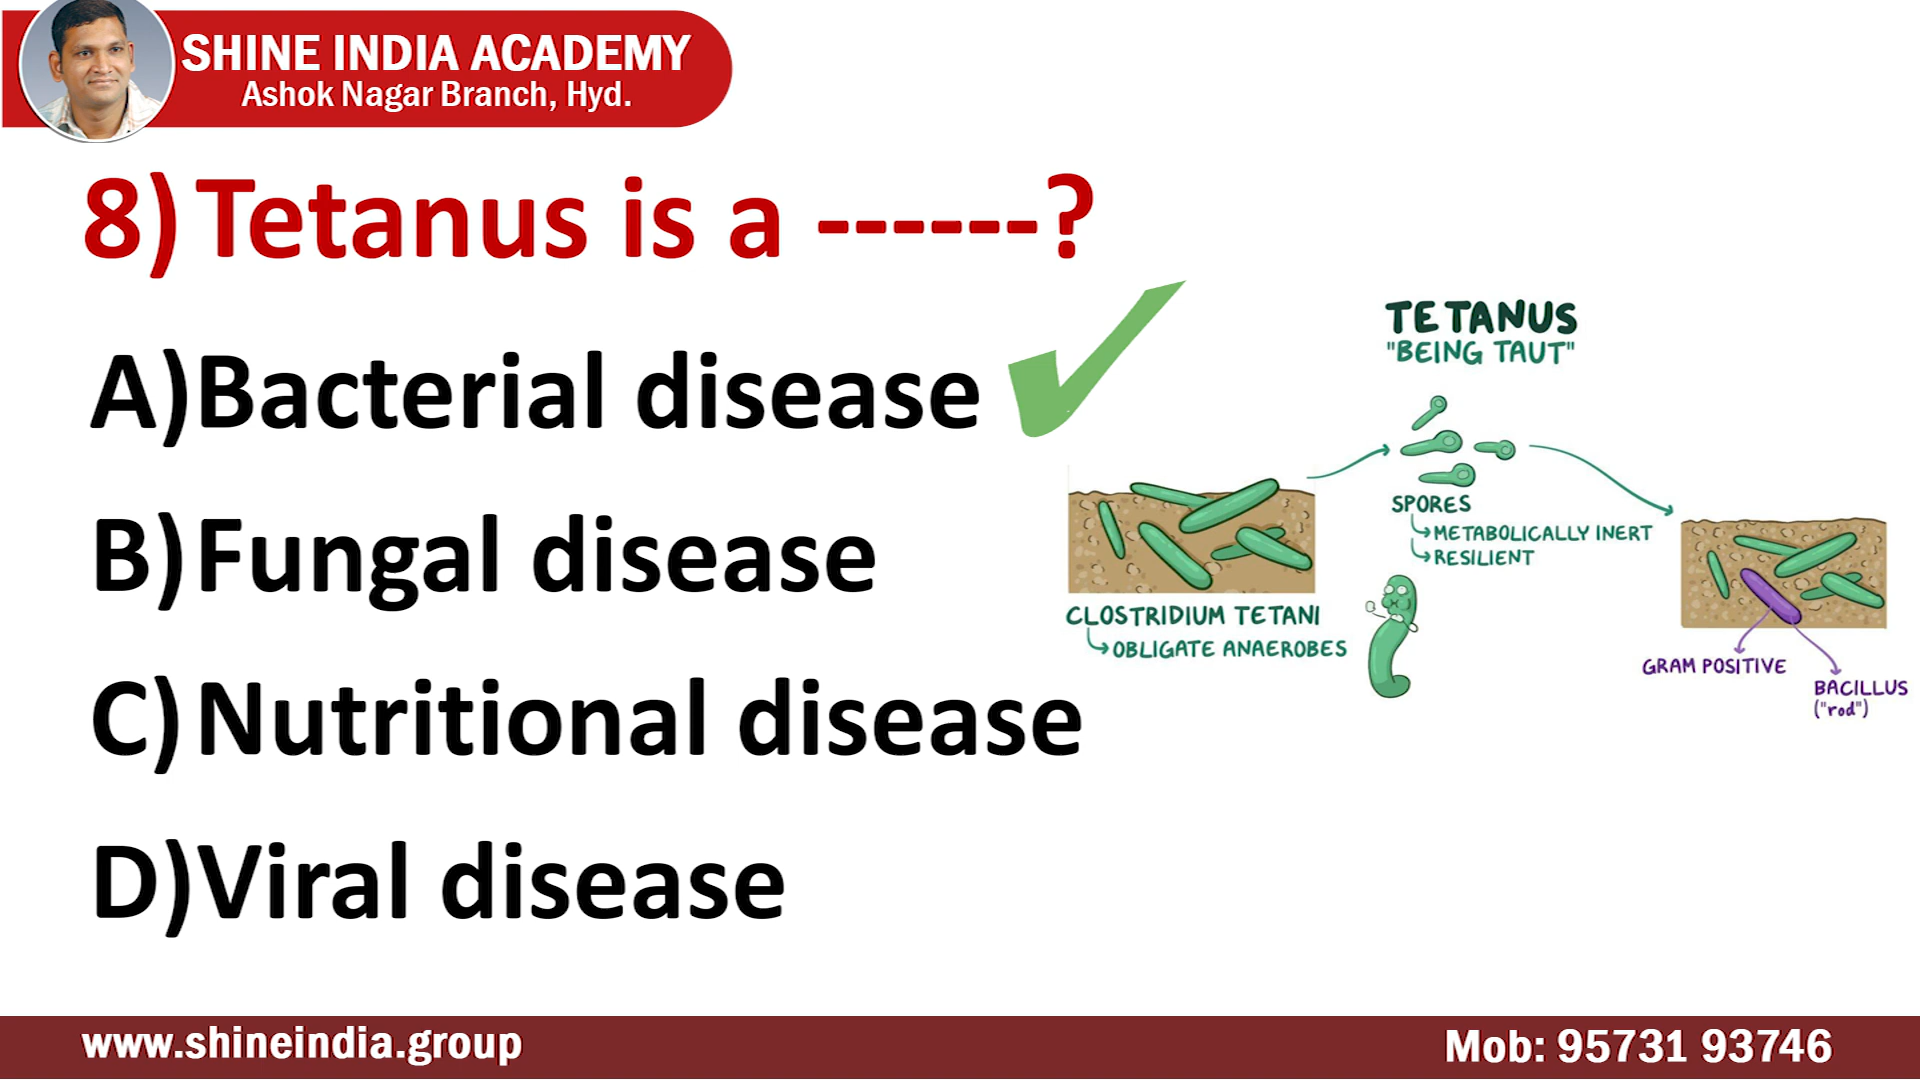 SHINE INDIA ACADEMY
Ashok Nagar Branch, Hyd.
8) Tetanus is a ------?
A) Bacterial disease
B) Fungal disease
C) Nutritional disease
D) Viral disease
TETANUS
"BEING TAUT"
SPORES
METABOLICALLY INERT
RESILIENT
CLOSTRIDIUM TETANI
OBLIGATE ANAEROBES
GRAM POSITIVE
BACILLUS
("rod")
www.shineindia.group
Mob: 95731 93746